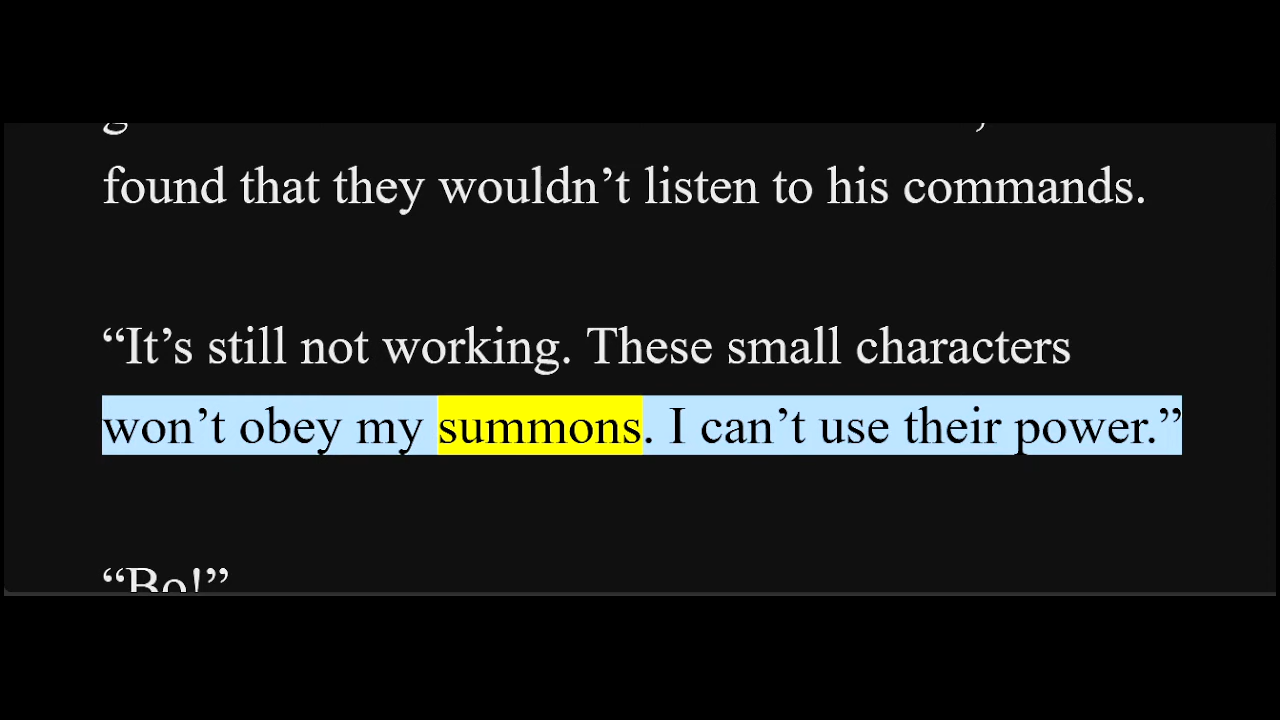 found that they wouldn’t listen to his commands.
“It’s still not working. These small characters
won’t obey my summons. I can’t use their power.”
“Bo!”